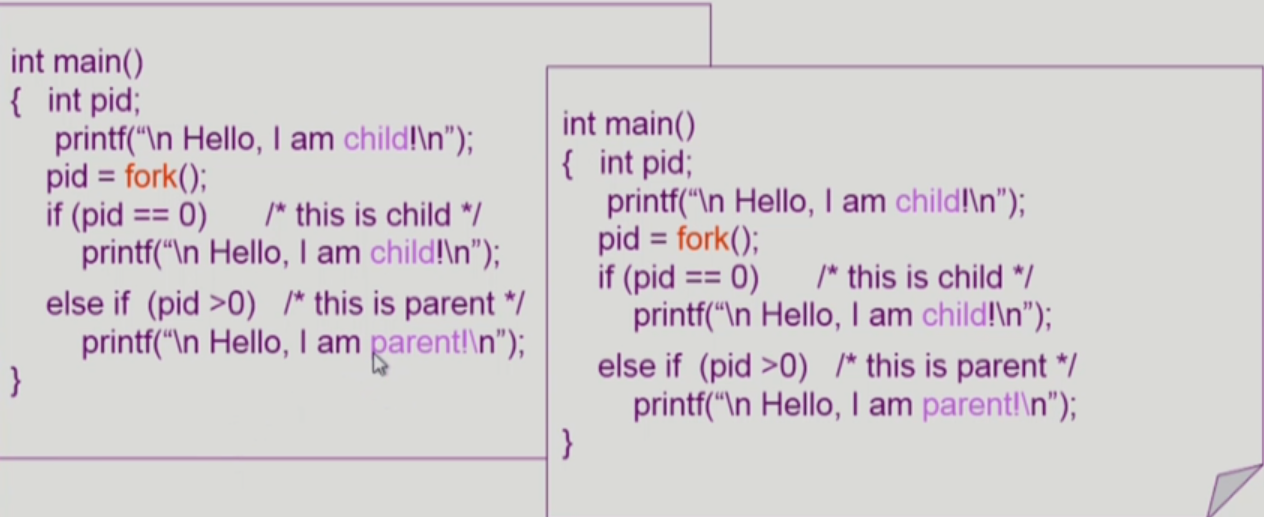 int main()
{ int pid;
printf(“\n Hello, I am child!\n”);
pid = fork();
if (pid == 0) /* this is child */
printf(“\n Hello, I am child!\n”);
else if (pid >0) /* this is parent */
printf(“\n Hello, I am parent!\n”);
}
int main()
{ int pid;
printf(“\n Hello, I am child!\n”);
pid = fork();
if (pid == 0) /* this is child */
printf(“\n Hello, I am child!\n”);
else if (pid >0) /* this is parent */
printf(“\n Hello, I am parent!\n”);
}